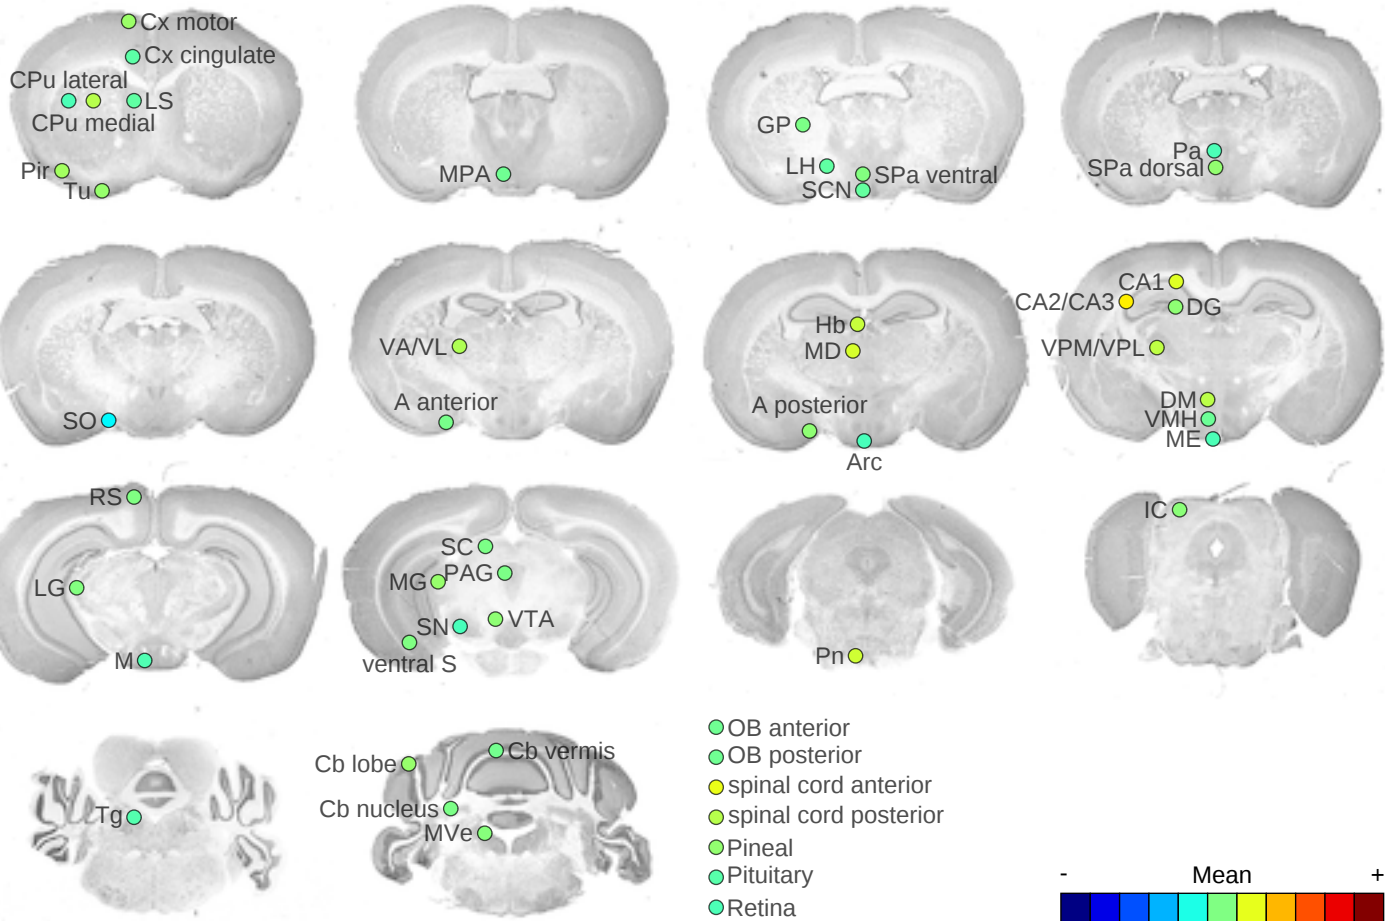 Cx motor
Cx cingulate
CPu lateral
LS
CPu medial
Pir
Tu
MPA
GP
LH
SPa ventral
SCN
Pa
SPa dorsal
SO
VA/VL
A anterior
Hb
MD
A posterior
Arc
CA1
CA2/CA3
DG
VPM/VPL
DM
VMH
ME
RS
LG
M
SC
PAG
MG
VTA
SN
ventral S
Pn
IC
Tg
Cb vermis
Cb lobe
Cb nucleus
MVe
OB anterior
OB posterior
spinal cord anterior
spinal cord posterior
Pineal
Pituitary
Retina
- Mean +